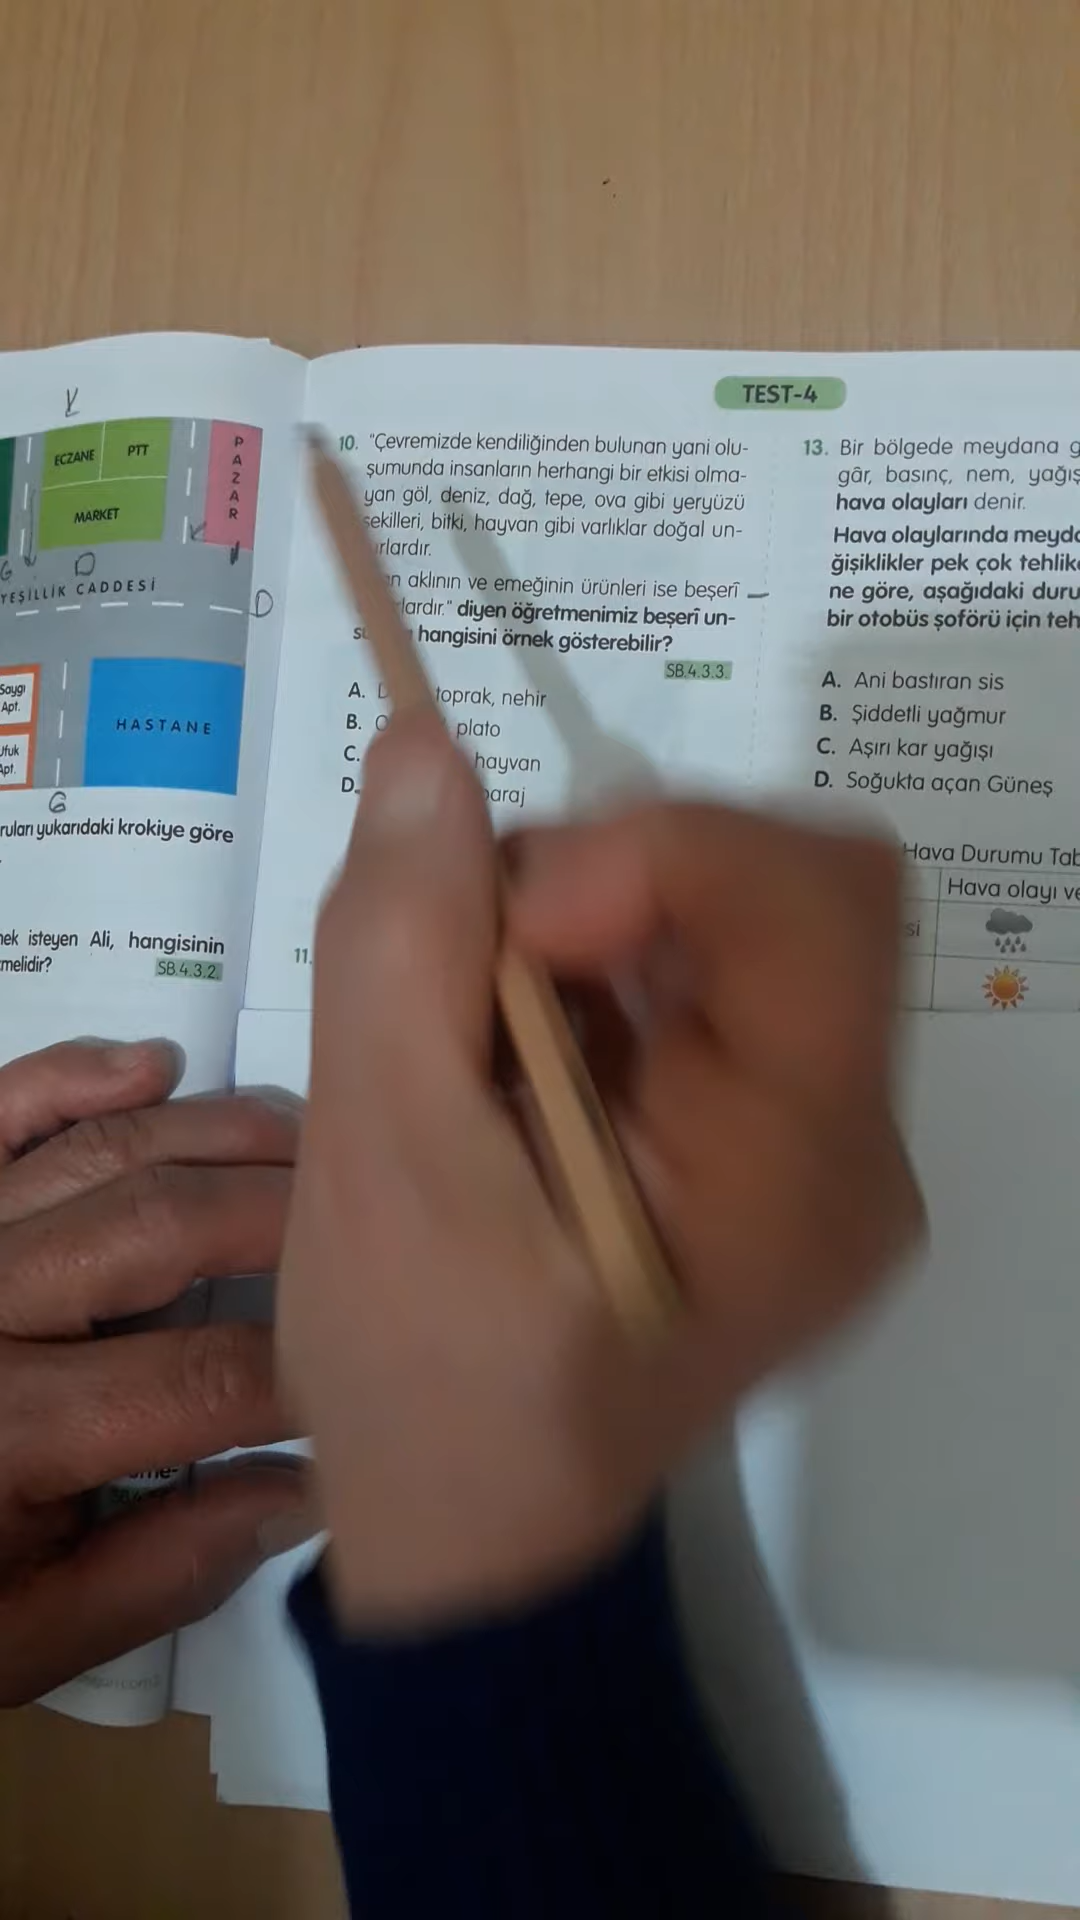 K
ECZANE PTT
MARKET
PAZAR
G D
YEŞİLLİK CADDESİ
D
Saygı
Apt.
Ufuk
Apt.
HASTANE
G
ruları yukarıdaki krokiye göre
isteyen Ali, hangisinin
melidir?
SB.4.3.2.
TEST-4
10. "Çevremizde kendiliğinden bulunan yani olu-
şumunda insanların herhangi bir etkisi olma-
yan göl, deniz, dağ, tepe, ova gibi yeryüzü
şekilleri, bitki, hayvan gibi varlıklar doğal un-
rlardır.
n aklının ve emeğinin ürünleri ise beşerî
lardır." diyen öğretmenimiz beşerî un-
hangisini örnek gösterebilir?
SB.4.3.3.
A. toprak, nehir
B. plato
C. hayvan
D. baraj
11.
13. Bir bölgede meydana g
gâr, basınç, nem, yağış
hava olayları denir.
Hava olaylarında meyda
ğişiklikler pek çok tehlik
ne göre, aşağıdaki duru
bir otobüs şoförü için teh
A. Ani bastıran sis
B. Şiddetli yağmur
C. Aşırı kar yağışı
D. Soğukta açan Güneş
Hava Durumu Tab
Hava olayı ve
si